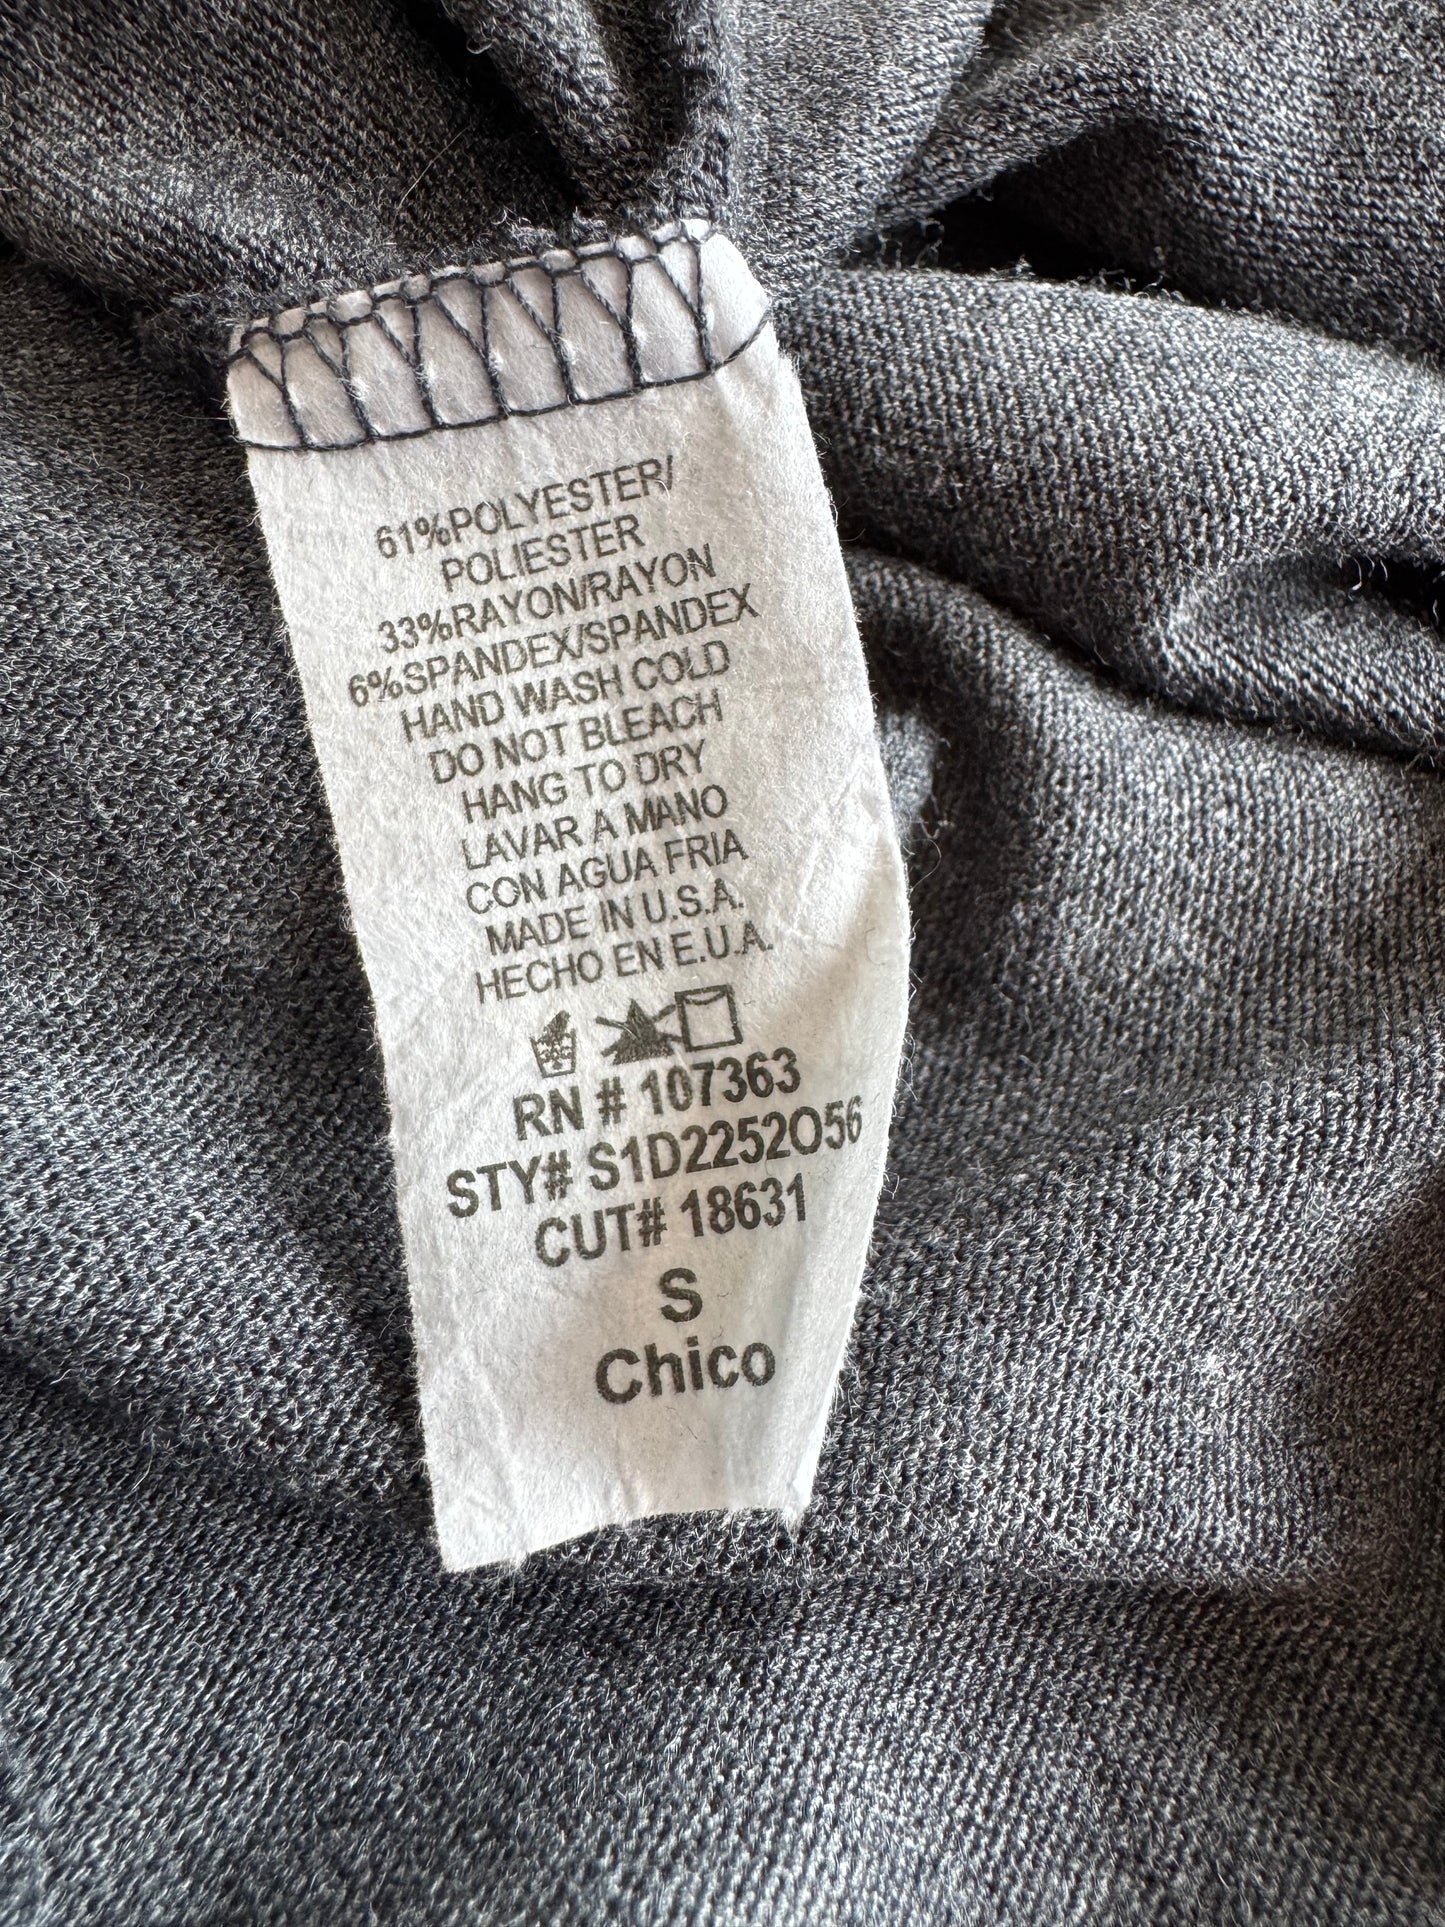 61%POLYESTER/
POLIESTER
33%RAYON/RAYON
6%SPANDEX/SPANDEX
HAND WASH COLD
DO NOT BLEACH
HANG TO DRY
LAVAR A MANO
CON AGUA FRIA
MADE IN U.S.A.
HECHO EN E.U.A.
RN # 107363
STY# S1D2252O56
CUT# 18631
S
Chico